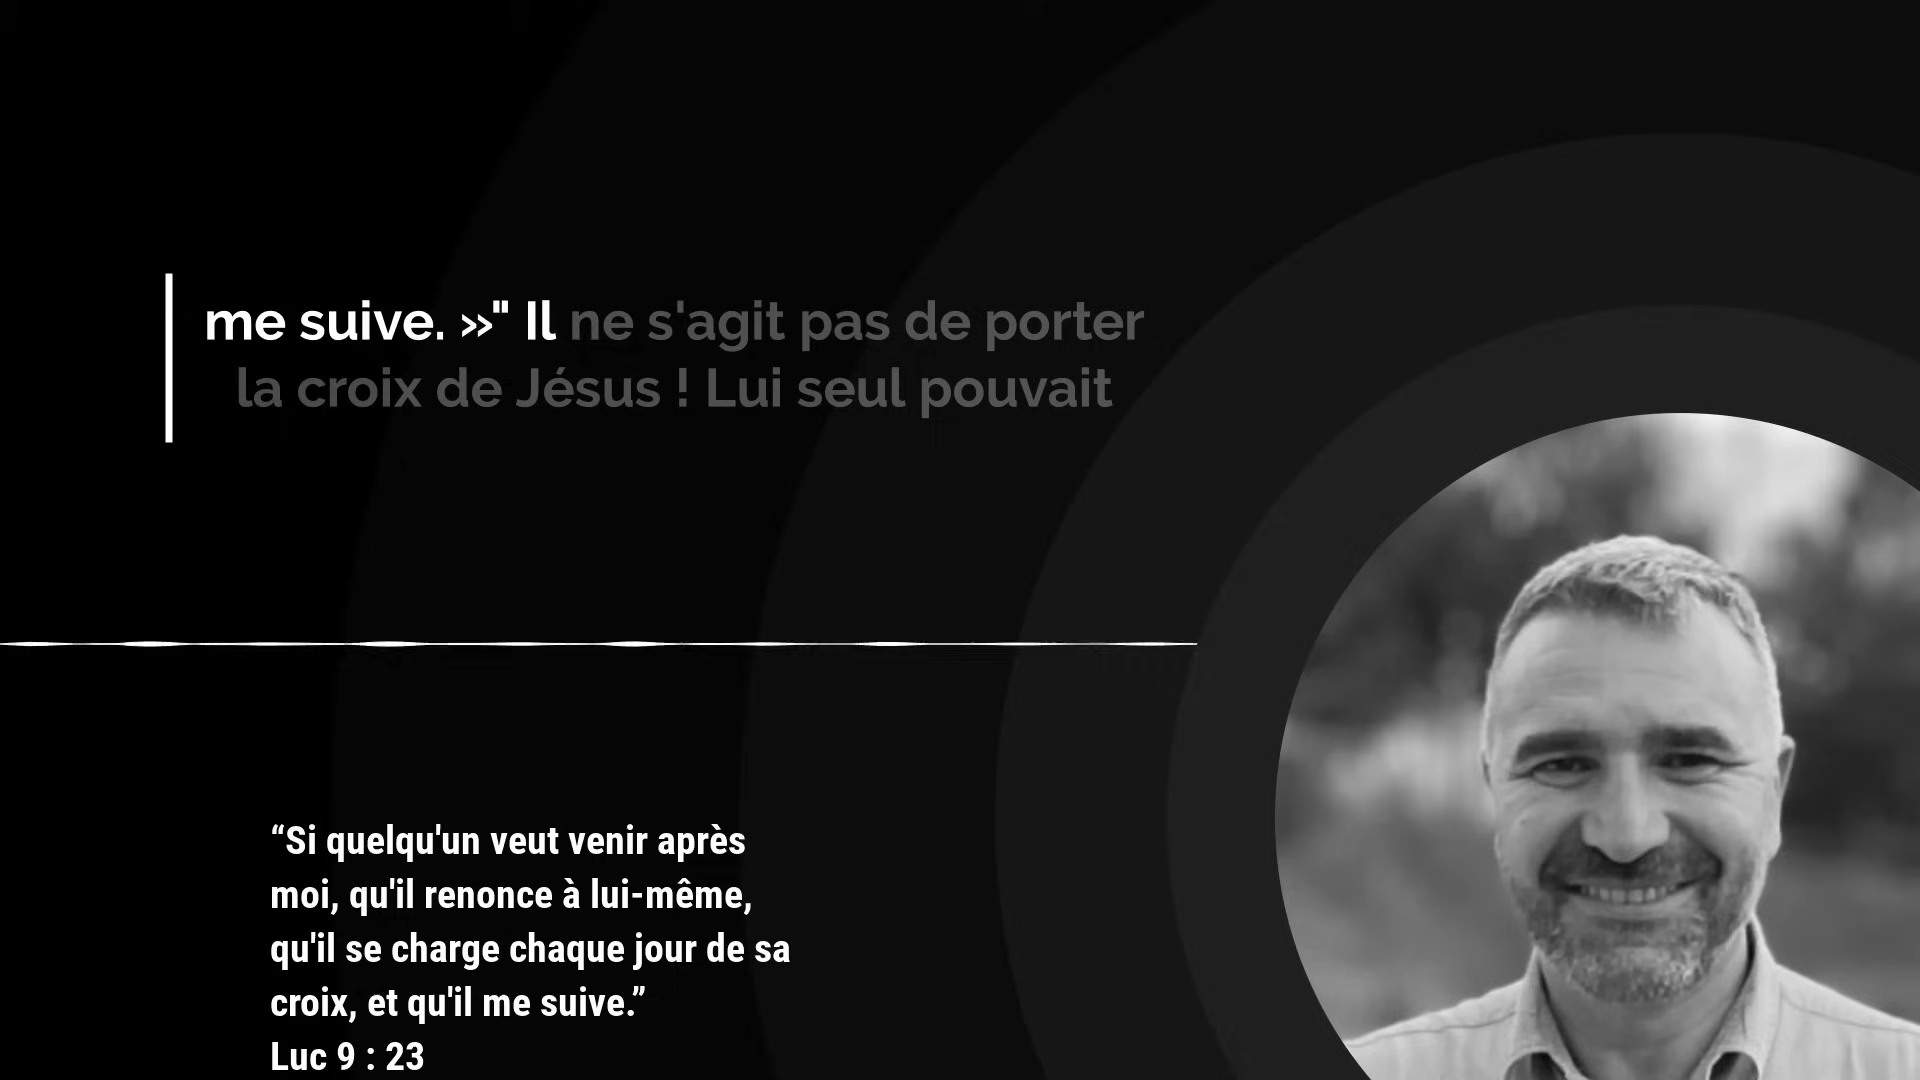 me suive. »" Il ne s'agit pas de porter
la croix de Jésus ! Lui seul pouvait
“Si quelqu'un veut venir après
moi, qu'il renonce à lui-même,
qu'il se charge chaque jour de sa
croix, et qu'il me suive.”
Luc 9 : 23